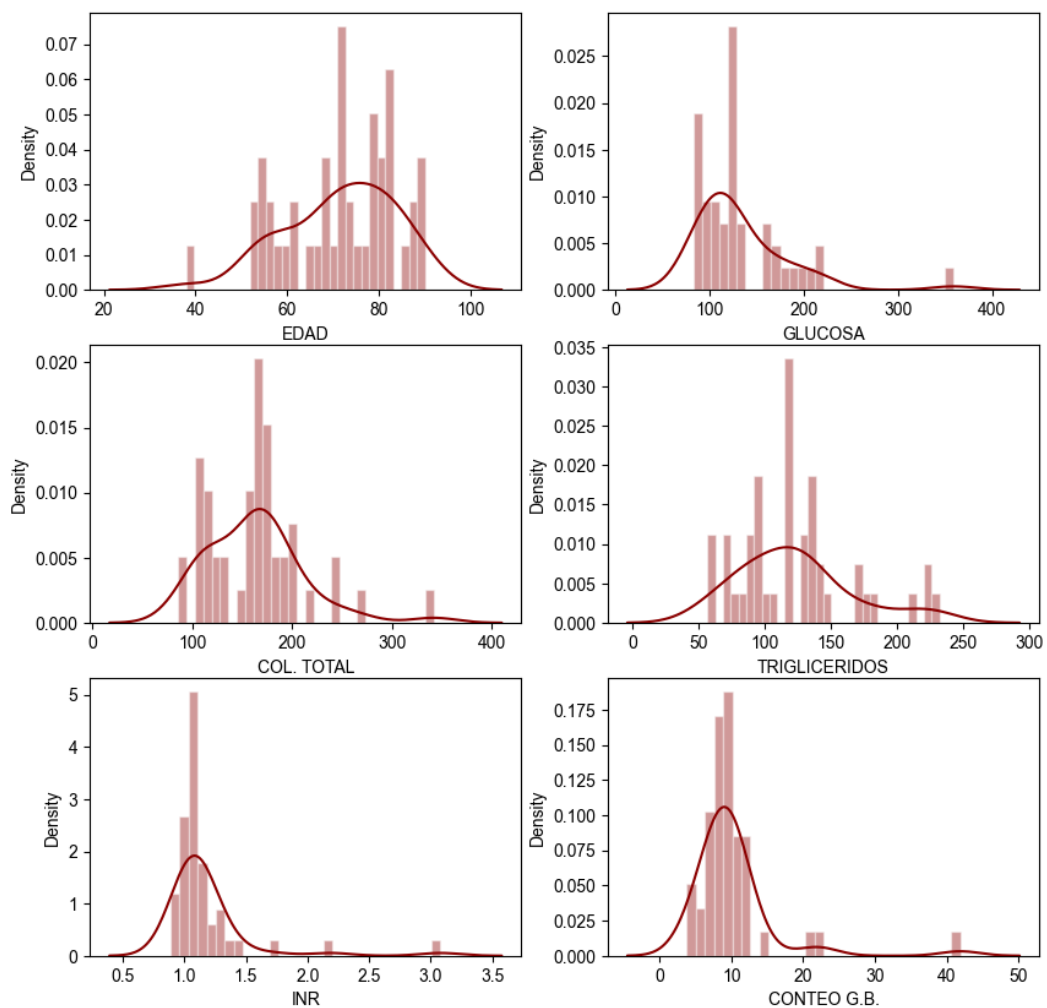 Density
0.07
0.06
0.05
0.04
0.03
0.02
0.01
0.00
20 40 60 80 100
EDAD
Density
0.025
0.020
0.015
0.010
0.005
0.000
0 100 200 300 400
GLUCOSA
Density
0.020
0.015
0.010
0.005
0.000
0 100 200 300 400
COL. TOTAL
Density
0.035
0.030
0.025
0.020
0.015
0.010
0.005
0.000
0 50 100 150 200 250 300
TRIGLICERIDOS
Density
5
4
3
2
1
0
0.5 1.0 1.5 2.0 2.5 3.0 3.5
INR
Density
0.175
0.150
0.125
0.100
0.075
0.050
0.025
0.000
0 10 20 30 40 50
CONTEO G.B.